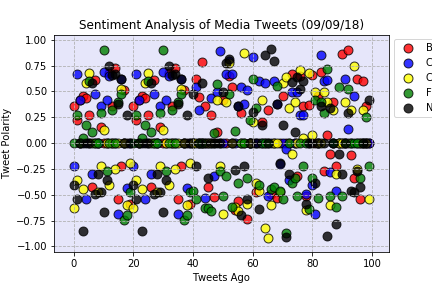 Sentiment Analysis of Media Tweets (09/09/18)
1.00
0.75
0.50
0.25
0.00
−0.25
−0.50
−0.75
−1.00
Tweet Polarity
0 20 40 60 80 100
Tweets Ago
B
C
C
F
N